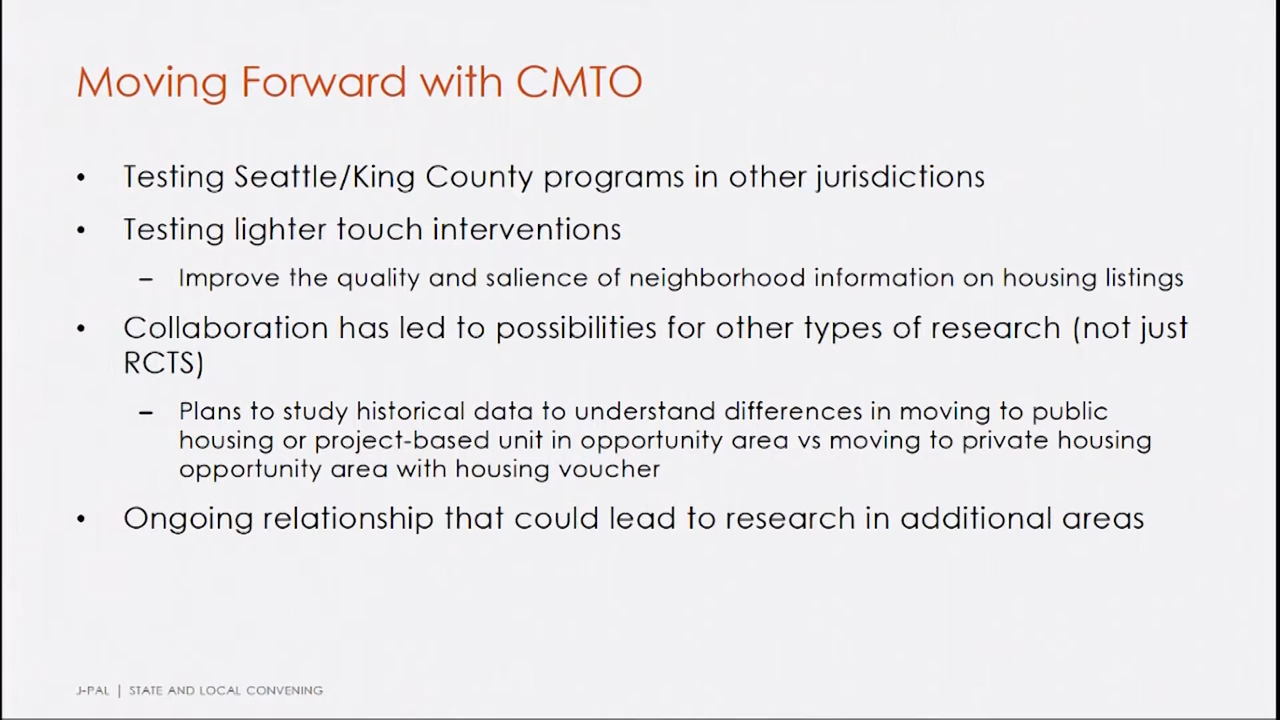 Moving Forward with CMTO
• Testing Seattle/King County programs in other jurisdictions
• Testing lighter touch interventions
– Improve the quality and salience of neighborhood information on housing listings
• Collaboration has led to possibilities for other types of research (not just
RCTS)
– Plans to study historical data to understand differences in moving to public
housing or project-based unit in opportunity area vs moving to private housing
opportunity area with housing voucher
• Ongoing relationship that could lead to research in additional areas
J-PAL | STATE AND LOCAL CONVENING